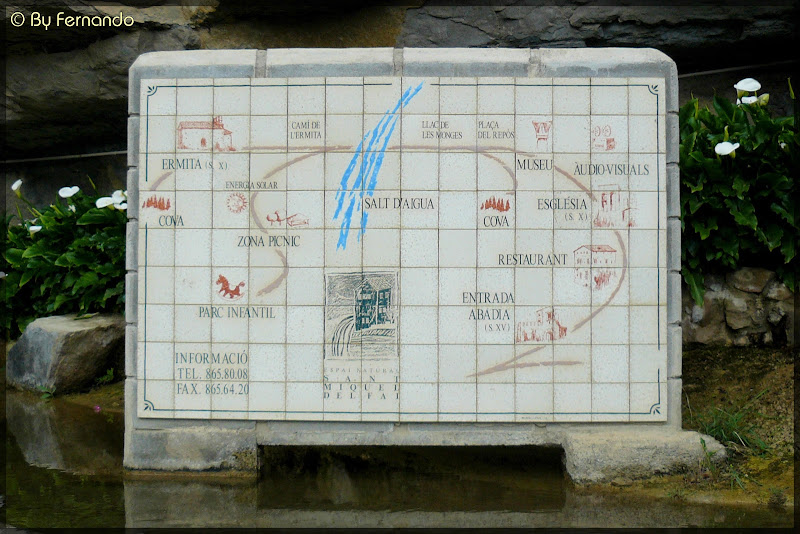 © By Fernando
CAMÍ DE
L'ERMITA
LLAC DE
LES MONGES
PLAÇA
DEL REPÒS
ERMITA (S. X)
MUSEU
ÀUDIO-VISUALS
ENERGIA SOLAR
COVA
SALT D'AIGUA
COVA
ESGLÉSIA
(S. X)
ZONA PICNIC
RESTAURANT
PARC INFANTIL
ENTRADA
ABADIA
(S. XV)
INFORMACIÓ
TEL. 865.80.08
FAX. 865.64.20
ESPAI NATURAL
SANT
MIQUEL
DEL FAI